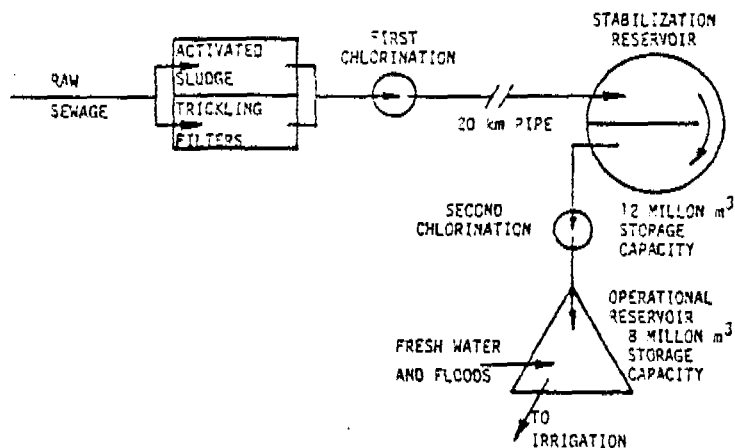 RAW
SEWAGE
ACTIVATED
SLUDGE
TRICKLING
FILTERS
FIRST
CHLORINATION
20 km PIPE
STABILIZATION
RESERVOIR
12 MILLON m³
STORAGE
CAPACITY
SECOND
CHLORINATION
OPERATIONAL
RESERVOIR
8 MILLON m³
STORAGE
CAPACITY
FRESH WATER
AND FLOODS
TO
IRRIGATION